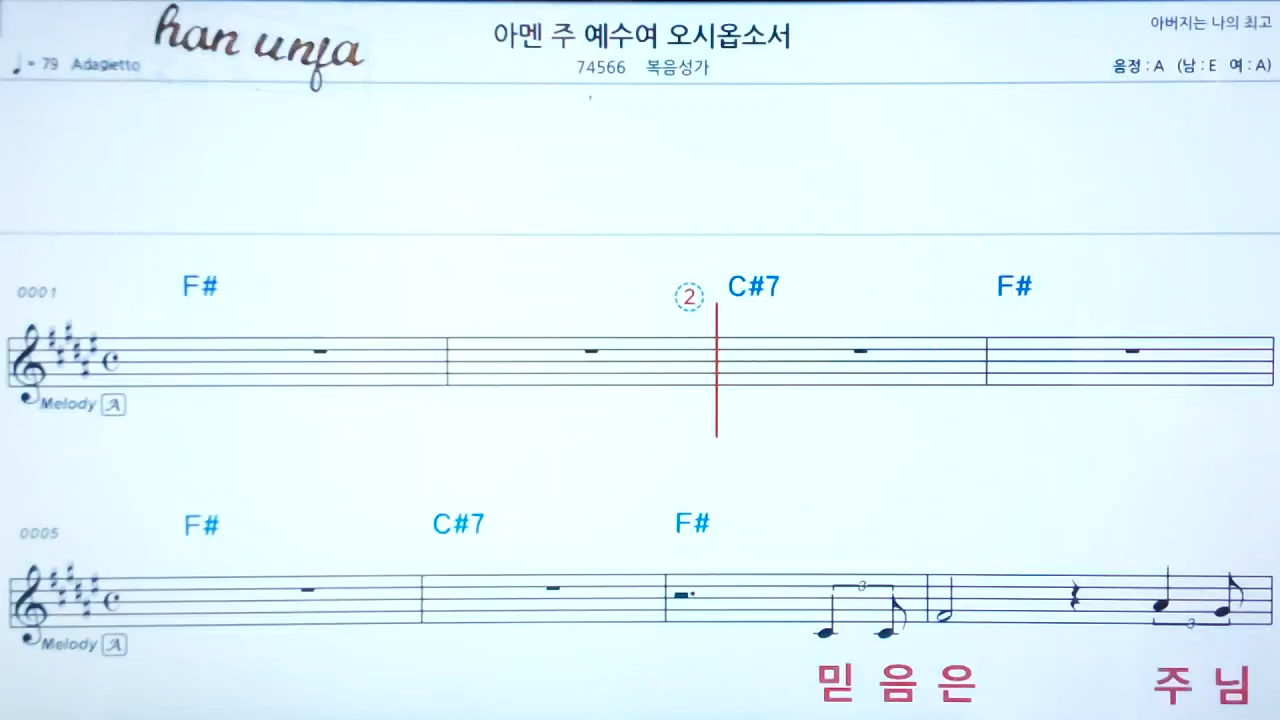 han unfa
아멘 주 예수여 오시옵소서
아버지는 나의 최고
♩= 79 Adagietto
74566 복음성가
음정 : A (남 : E 여 : A)
0001 F# ② C#7 F#
Melody A
0005 F# C#7 F#
3
Melody A
3
믿 음 은 주 님